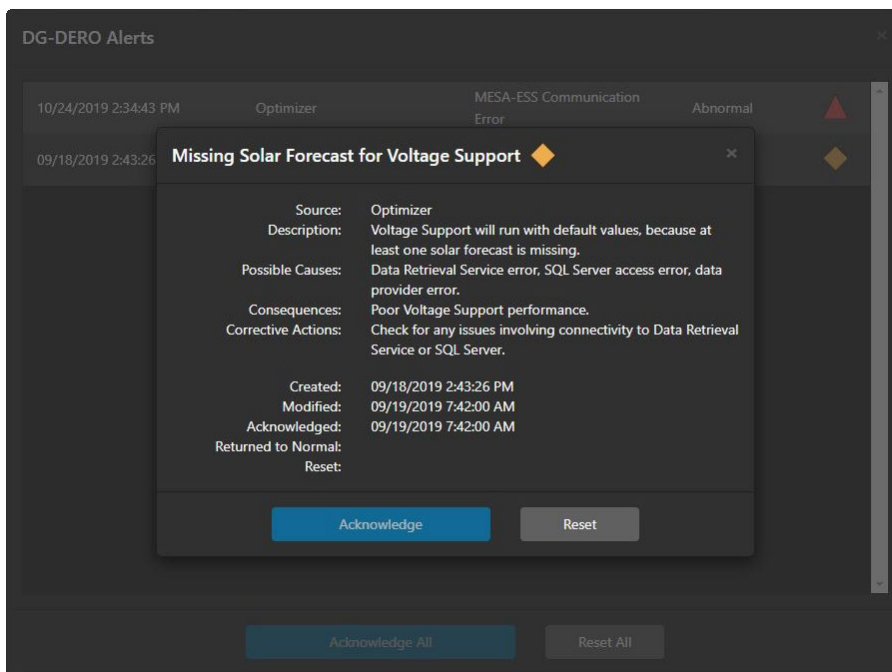 DG-DERO Alerts
10/24/2019 2:34:43 PM Optimizer MESA-ESS Communication Error Abnormal
09/18/2019 2:43:26
Missing Solar Forecast for Voltage Support
Source: Optimizer
Description: Voltage Support will run with default values, because at
least one solar forecast is missing.
Possible Causes: Data Retrieval Service error, SQL Server access error, data
provider error.
Consequences: Poor Voltage Support performance.
Corrective Actions: Check for any issues involving connectivity to Data Retrieval
Service or SQL Server.
Created: 09/18/2019 2:43:26 PM
Modified: 09/19/2019 7:42:00 AM
Acknowledged: 09/19/2019 7:42:00 AM
Returned to Normal:
Reset:
Acknowledge Reset
Acknowledge All Reset All